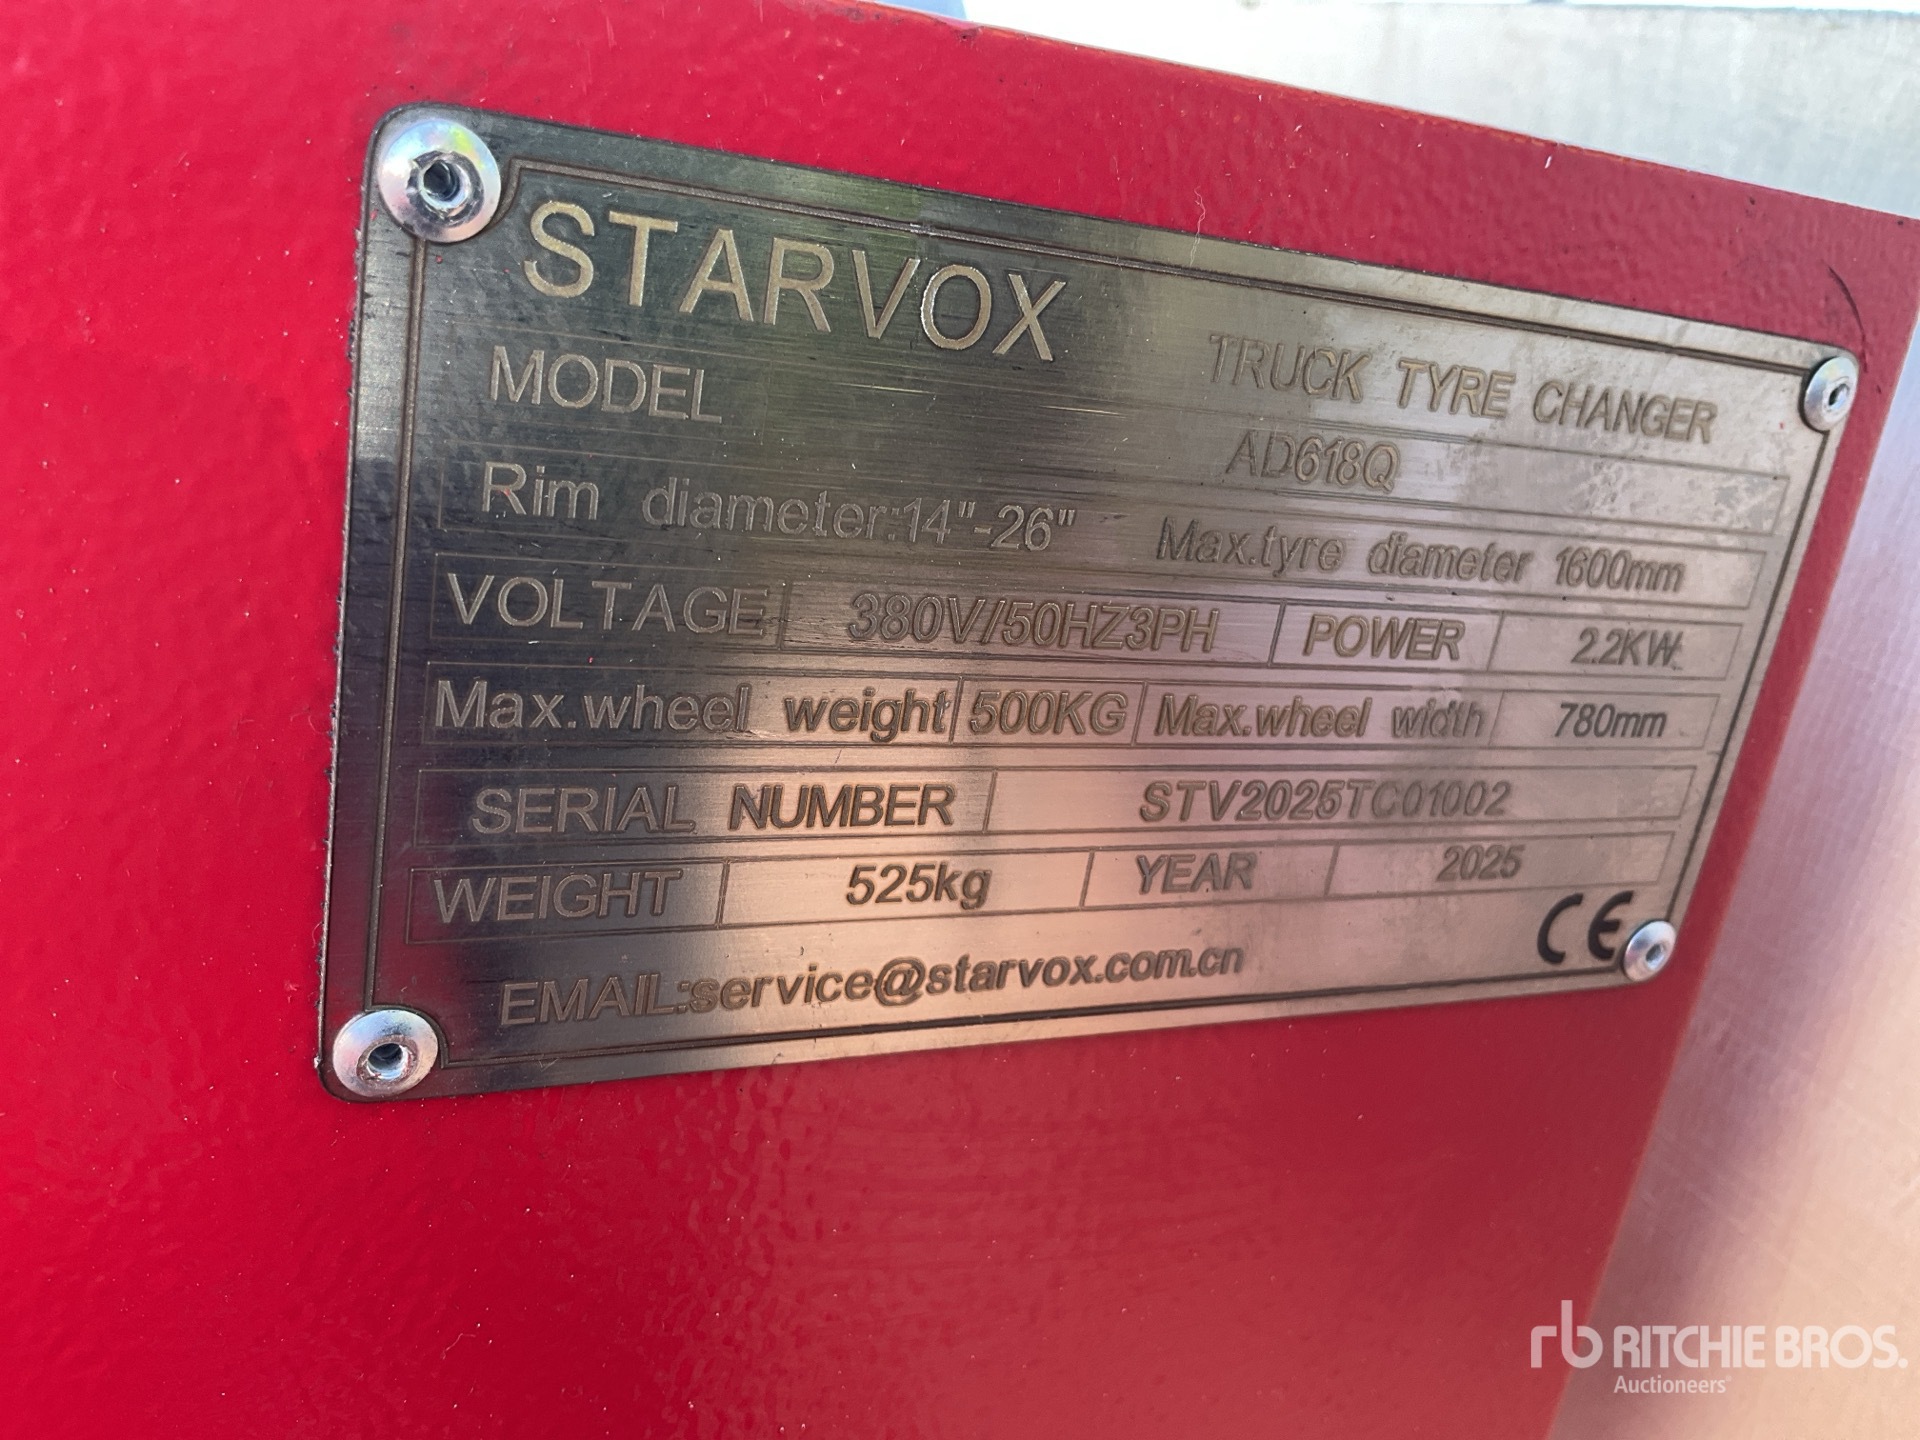 STARVOX TRUCK TYRE CHANGER
MODEL AD618Q
Rim diameter:14"-26" Max.tyre diameter 1600mm
VOLTAGE 380V/50HZ3PH POWER 2.2KW
Max.wheel weight 500KG Max.wheel width 780mm
SERIAL NUMBER STV2025TC01002
WEIGHT 525kg YEAR 2025
EMAIL:service@starvox.com.cn CE
rb RITCHIE BROS.
Auctioneers